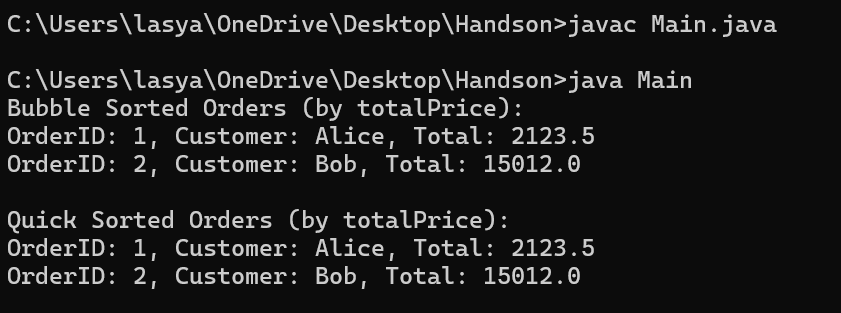 C:\Users\lasya\OneDrive\Desktop\Handson>javac Main.java
C:\Users\lasya\OneDrive\Desktop\Handson>java Main
Bubble Sorted Orders (by totalPrice):
OrderID: 1, Customer: Alice, Total: 2123.5
OrderID: 2, Customer: Bob, Total: 15012.0
Quick Sorted Orders (by totalPrice):
OrderID: 1, Customer: Alice, Total: 2123.5
OrderID: 2, Customer: Bob, Total: 15012.0